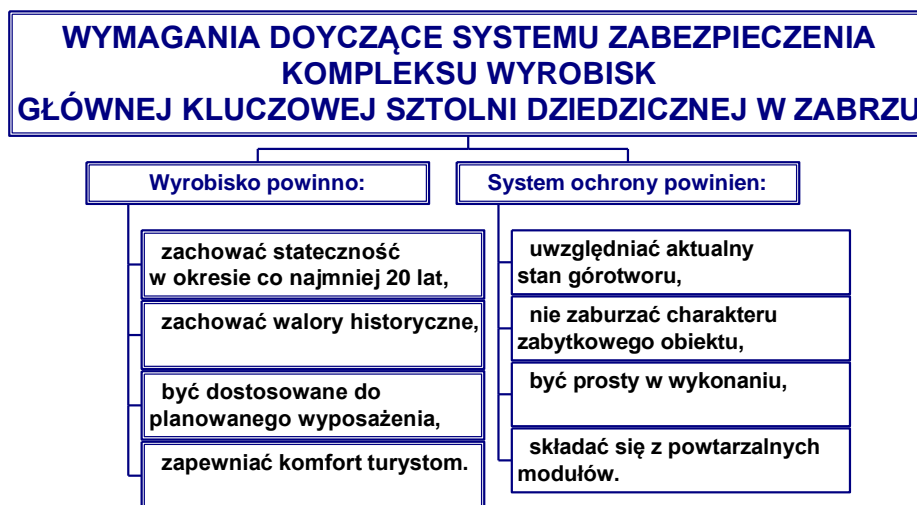 WYMAGANIA DOYCZĄCE SYSTEMU ZABEZPIECZENIA
KOMPLEKSU WYROBISK
GŁÓWNEJ KLUCZOWEJ SZTOLNI DZIEDZICZNEJ W ZABRZU
Wyrobisko powinno:
zachować stateczność
w okresie co najmniej 20 lat,
zachować walory historyczne,
być dostosowane do
planowanego wyposażenia,
zapewniać komfort turystom.
System ochrony powinien:
uwzględniać aktualny
stan górotworu,
nie zaburzać charakteru
zabytkowego obiektu,
być prosty w wykonaniu,
składać się z powtarzalnych
modułów.